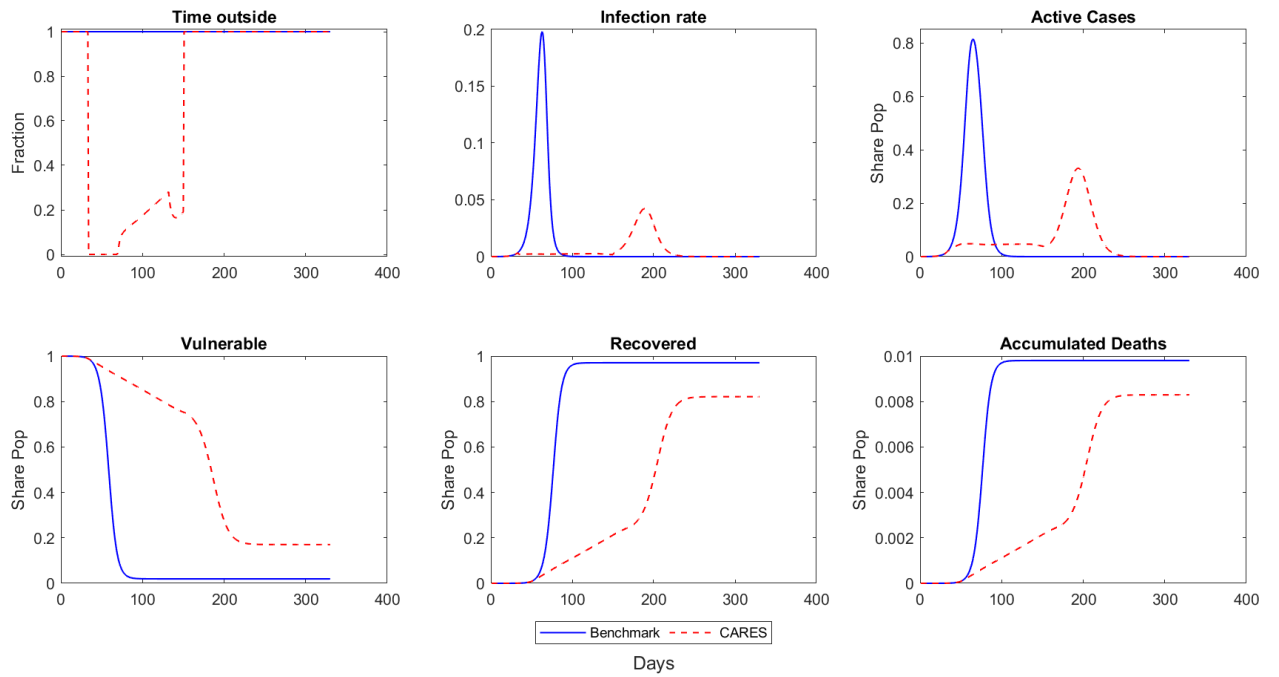 Time outside
Fraction
1
0.8
0.6
0.4
0.2
0
0 100 200 300 400
Infection rate
0.2
0.15
0.1
0.05
0
0 100 200 300 400
Active Cases
Share Pop
0.8
0.6
0.4
0.2
0
0 100 200 300 400
Vulnerable
Share Pop
1
0.8
0.6
0.4
0.2
0
0 100 200 300 400
Recovered
Share Pop
1
0.8
0.6
0.4
0.2
0
0 100 200 300 400
Accumulated Deaths
Share Pop
0.01
0.008
0.006
0.004
0.002
0
0 100 200 300 400
Benchmark CARES
Days